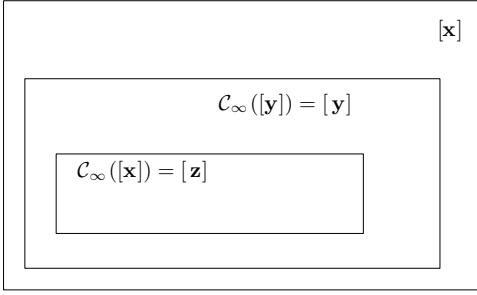 [𝐱]
𝒞∞([𝐲]) = [𝐲]
𝒞∞([𝐱]) = [𝐳]